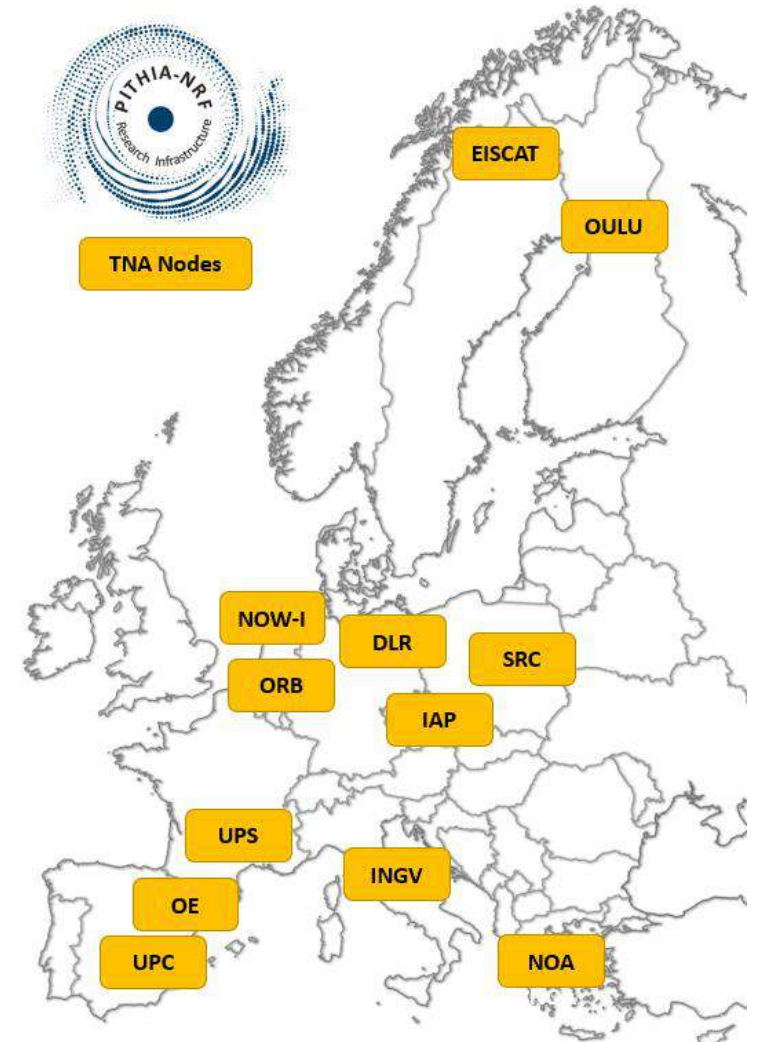 PITHIA-NRF
Research Infrastructure
TNA Nodes
EISCAT
OULU
NOW-I
DLR
SRC
ORB
IAP
UPS
INGV
OE
UPC
NOA